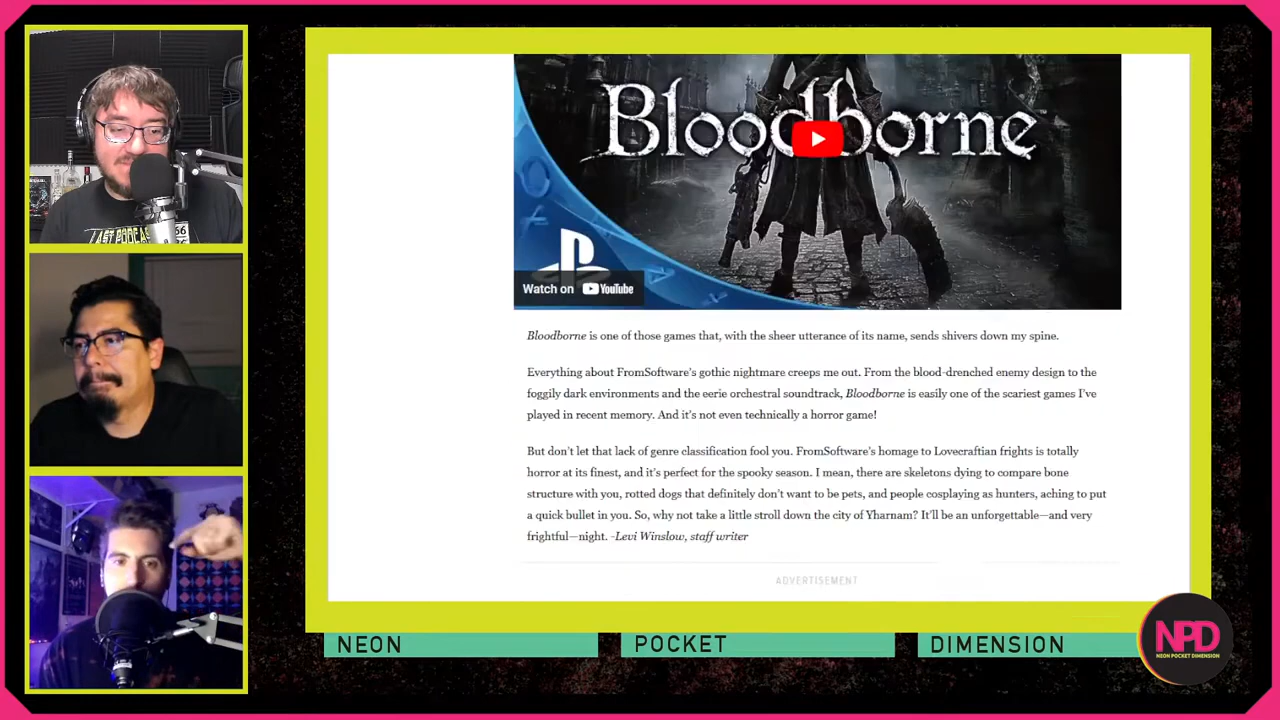 Bloodborne
Watch on YouTube
Bloodborne is one of those games that, with the sheer utterance of its name, sends shivers down my spine.
Everything about FromSoftware's gothic nightmare creeps me out. From the blood-drenched enemy design to the
foggily dark environments and the eerie orchestral soundtrack, Bloodborne is easily one of the scariest games I've
played in recent memory. And it's not even technically a horror game!
But don't let that lack of genre classification fool you. FromSoftware's homage to Lovecraftian frights is totally
horror at its finest, and it's perfect for the spooky season. I mean, there are skeletons dying to compare bone
structure with you, rotted dogs that definitely don't want to be pets, and people cosplaying as hunters, aching to put
a quick bullet in you. So, why not take a little stroll down the city of Yharnam? It'll be an unforgettable—and very
frightful—night. -Levi Winslow, staff writer
ADVERTISEMENT
NEON POCKET DIMENSION
NPD
NEON POCKET DIMENSION
LAST PODCAS
66